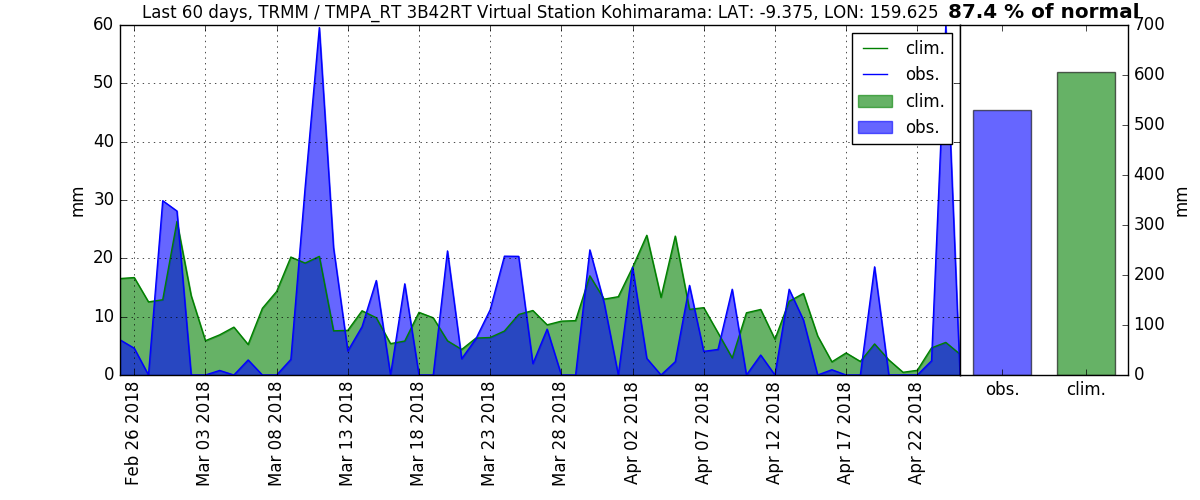 Last 60 days, TRMM / TMPA_RT 3B42RT Virtual Station Kohimarama: LAT: -9.375, LON: 159.625 87.4 % of normal
60
50
40
30
20
10
0
mm
clim.
obs.
clim.
obs.
700
600
500
400
300
200
100
0
mm
obs. clim.
Feb 26 2018
Mar 03 2018
Mar 08 2018
Mar 13 2018
Mar 18 2018
Mar 23 2018
Mar 28 2018
Apr 02 2018
Apr 07 2018
Apr 12 2018
Apr 17 2018
Apr 22 2018